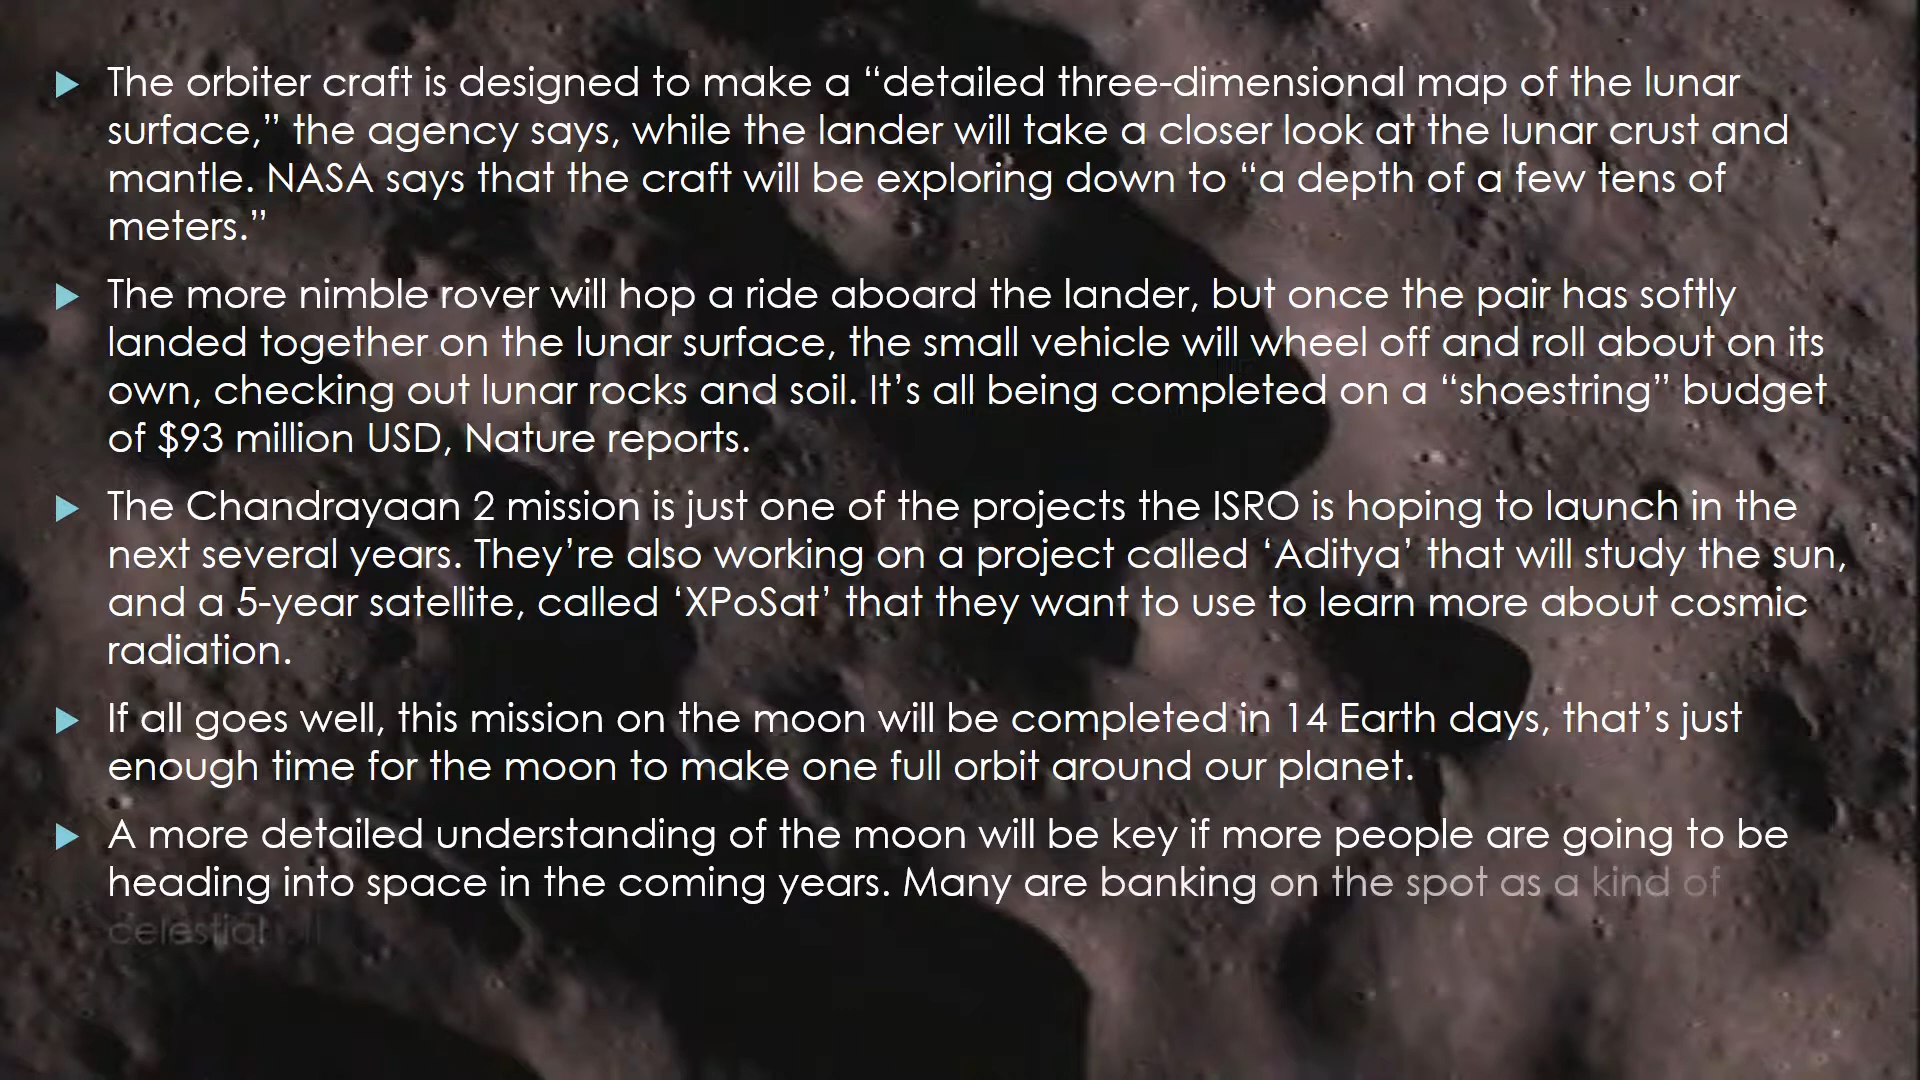 The orbiter craft is designed to make a “detailed three-dimensional map of the lunar
surface,” the agency says, while the lander will take a closer look at the lunar crust and
mantle. NASA says that the craft will be exploring down to “a depth of a few tens of
meters.”
The more nimble rover will hop a ride aboard the lander, but once the pair has softly
landed together on the lunar surface, the small vehicle will wheel off and roll about on its
own, checking out lunar rocks and soil. It’s all being completed on a “shoestring” budget
of $93 million USD, Nature reports.
The Chandrayaan 2 mission is just one of the projects the ISRO is hoping to launch in the
next several years. They’re also working on a project called ‘Aditya’ that will study the sun,
and a 5-year satellite, called ‘XPoSat’ that they want to use to learn more about cosmic
radiation.
If all goes well, this mission on the moon will be completed in 14 Earth days, that’s just
enough time for the moon to make one full orbit around our planet.
A more detailed understanding of the moon will be key if more people are going to be
heading into space in the coming years. Many are banking on the spot as a kind of
celestial